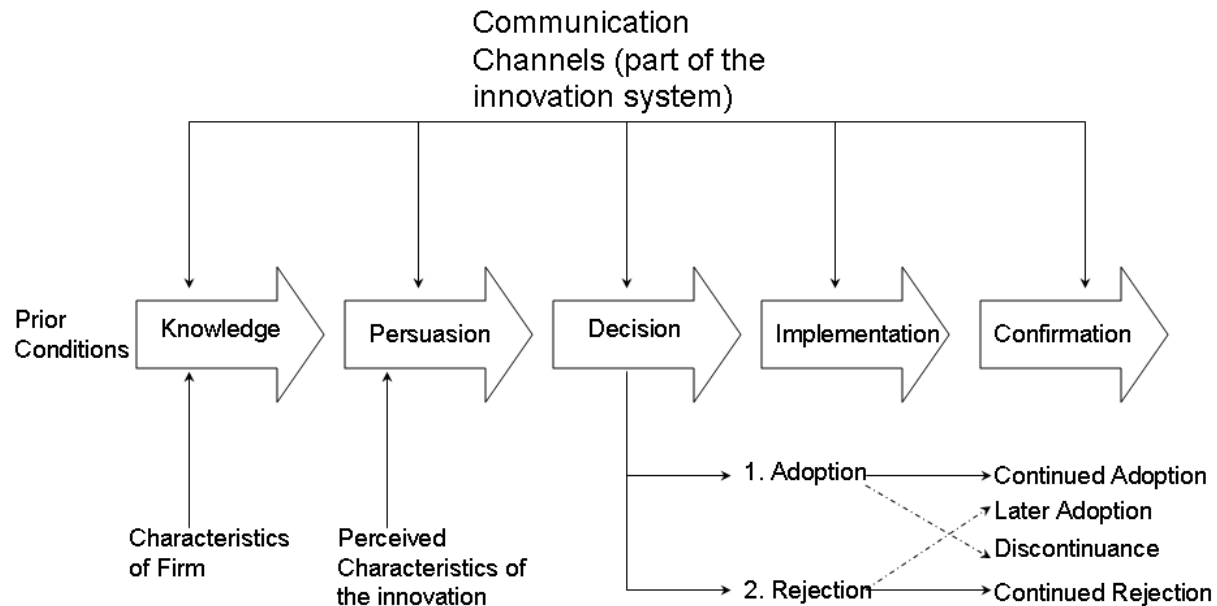 Communication
Channels (part of the
innovation system)
Prior
Conditions
Knowledge
Persuasion
Decision
Implementation
Confirmation
1. Adoption
Continued Adoption
Later Adoption
Discontinuance
2. Rejection
Continued Rejection
Characteristics
of Firm
Perceived
Characteristics of
the innovation